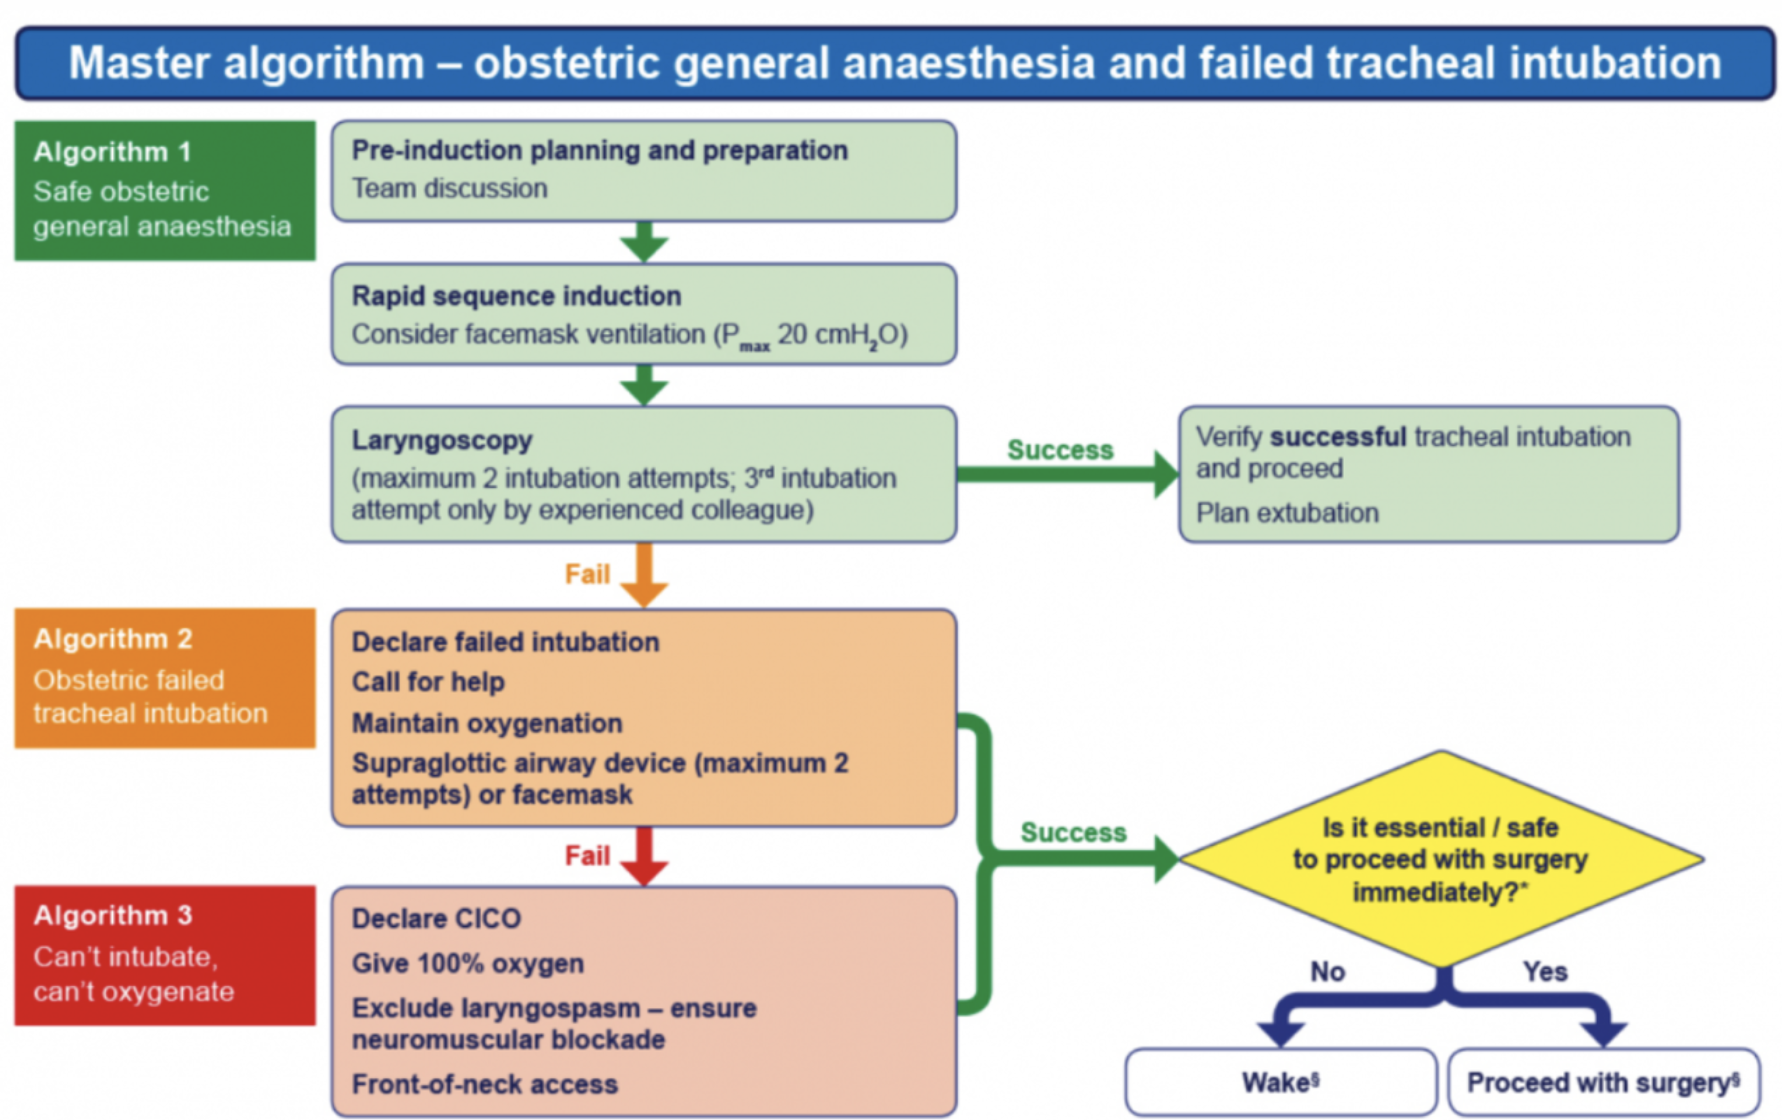 Master algorithm – obstetric general anaesthesia and failed tracheal intubation
Algorithm 1
Safe obstetric
general anaesthesia
Pre-induction planning and preparation
Team discussion
Rapid sequence induction
Consider facemask ventilation (Pmax 20 cmH₂O)
Laryngoscopy
(maximum 2 intubation attempts; 3rd intubation
attempt only by experienced colleague)
Success
Verify successful tracheal intubation
and proceed
Plan extubation
Fail
Algorithm 2
Obstetric failed
tracheal intubation
Declare failed intubation
Call for help
Maintain oxygenation
Supraglottic airway device (maximum 2
attempts) or facemask
Success
Is it essential / safe
to proceed with surgery
immediately?*
Fail
Algorithm 3
Can't intubate,
can't oxygenate
Declare CICO
Give 100% oxygen
Exclude laryngospasm – ensure
neuromuscular blockade
Front-of-neck access
No
Yes
Wake§
Proceed with surgery§